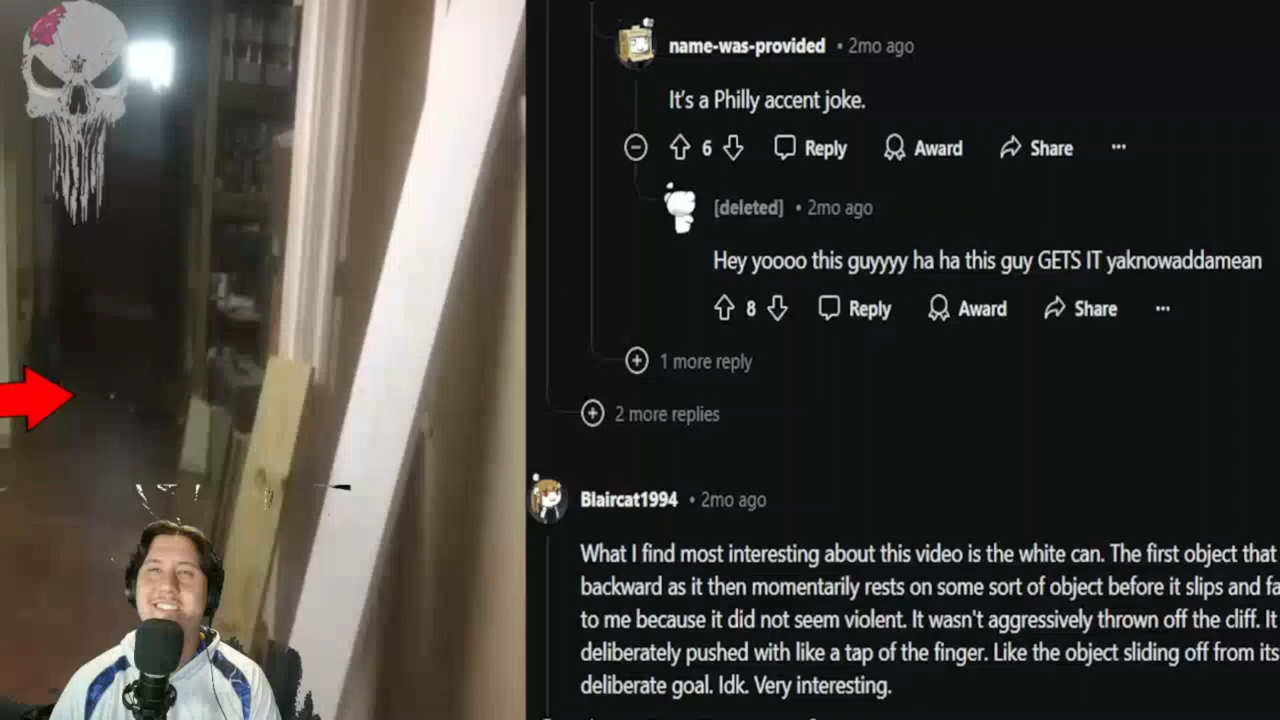 name-was-provided • 2mo ago
It's a Philly accent joke.
6 Reply Award Share ...
[deleted] • 2mo ago
Hey yoooo this guyyyy ha ha this guy GETS IT yaknowaddamean
8 Reply Award Share ...
1 more reply
2 more replies
Blaircat1994 • 2mo ago
What I find most interesting about this video is the white can. The first object that
backward as it then momentarily rests on some sort of object before it slips and fa
to me because it did not seem violent. It wasn't aggressively thrown off the cliff. It
deliberately pushed with like a tap of the finger. Like the object sliding off from its
deliberate goal. Idk. Very interesting.